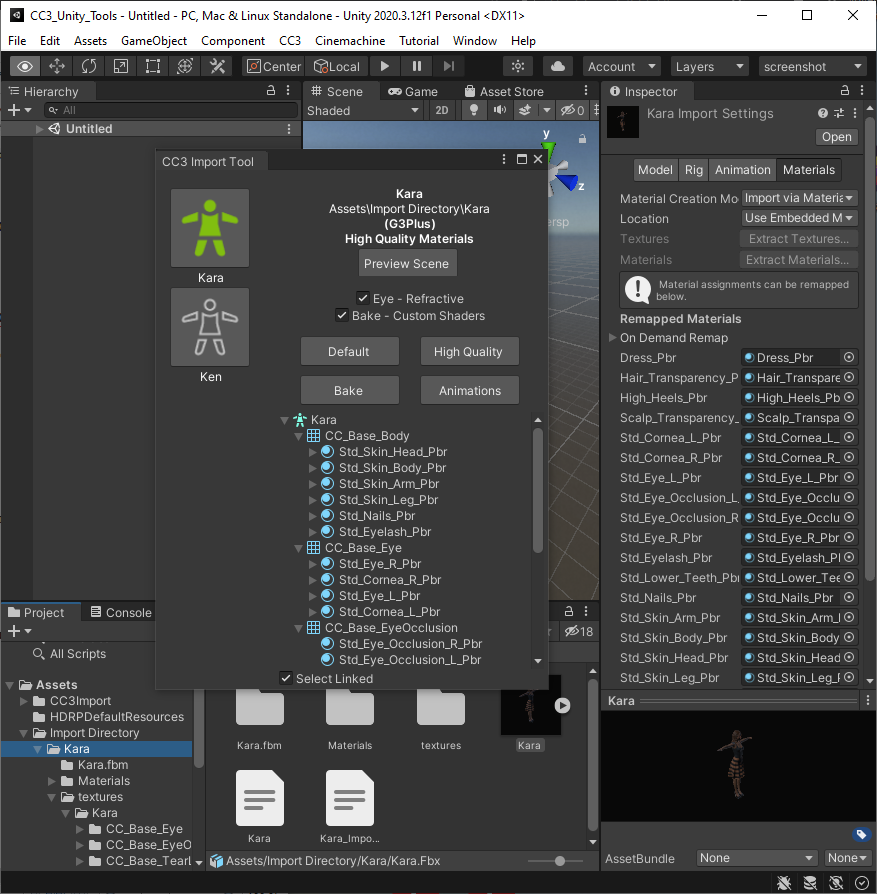 CC3_Unity_Tools - Untitled - PC, Mac & Linux Standalone - Unity 2020.3.12f1 Personal <DX11>
File Edit Assets GameObject Component CC3 Cinemachine Tutorial Window Help
Center Local Account Layers screenshot
Hierarchy
All
Untitled
Scene Game Asset Store
Shaded 2D 0
y
z
CC3 Import Tool
Kara
Ken
Kara
Assets\Import Directory\Kara
(G3Plus)
High Quality Materials
Preview Scene
Eye - Refractive
Bake - Custom Shaders
Default High Quality
Bake Animations
Kara
CC_Base_Body
Std_Skin_Head_Pbr
Std_Skin_Body_Pbr
Std_Skin_Arm_Pbr
Std_Skin_Leg_Pbr
Std_Nails_Pbr
Std_Eyelash_Pbr
CC_Base_Eye
Std_Eye_R_Pbr
Std_Cornea_R_Pbr
Std_Eye_L_Pbr
Std_Cornea_L_Pbr
CC_Base_EyeOcclusion
Std_Eye_Occlusion_R_Pbr
Std_Eye_Occlusion_L_Pbr
Select Linked
Inspector
Kara Import Settings
Open
Model Rig Animation Materials
Material Creation Mo Import via Materia
Location Use Embedded M
Textures Extract Textures...
Materials Extract Materials...
Material assignments can be remapped
below.
Remapped Materials
On Demand Remap
Dress_Pbr Dress_Pbr
Hair_Transparency_P Hair_Transpare
High_Heels_Pbr High_Heels_Pb
Scalp_Transparency_ Scalp_Transpa
Std_Cornea_L_Pbr Std_Cornea_L_
Std_Cornea_R_Pbr Std_Cornea_R_
Std_Eye_L_Pbr Std_Eye_L_Pbr
Std_Eye_Occlusion_L_ Std_Eye_Occlu
Std_Eye_Occlusion_R Std_Eye_Occlu
Std_Eye_R_Pbr Std_Eye_R_Pbr
Std_Eyelash_Pbr Std_Eyelash_P
Std_Lower_Teeth_Pbr Std_Lower_Tee
Std_Nails_Pbr Std_Nails_Pbr
Std_Skin_Arm_Pbr Std_Skin_Arm_
Std_Skin_Body_Pbr Std_Skin_Body
Std_Skin_Head_Pbr Std_Skin_Head
Std_Skin_Leg_Pbr Std_Skin_Leg_
Kara
AssetBundle None None
Project Console
18
All Scripts
Assets
CC3Import
HDRPDefaultResources
Import Directory
Kara
Kara.fbm
Materials
textures
Kara
CC_Base_Eye
CC_Base_EyeO
CC_Base_Tearl
Kara.fbm Materials textures Kara
Kara Kara_Impo...
Assets/Import Directory/Kara/Kara.Fbx